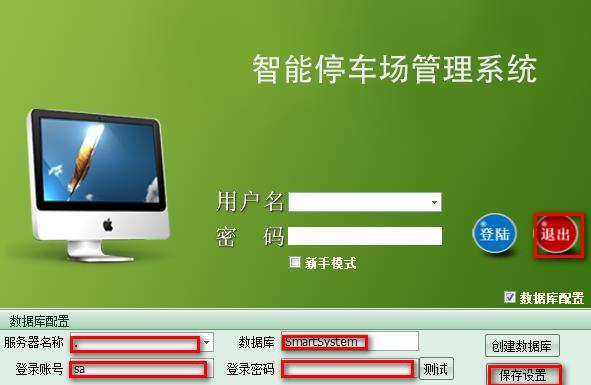 智能停车场管理系统
用户名
密 码
登陆 退出
新手模式
数据库配置
数据库配置
服务器名称 . 数据库 SmartSystem 创建数据库
登录账号 sa 登录密码 测试 保存设置